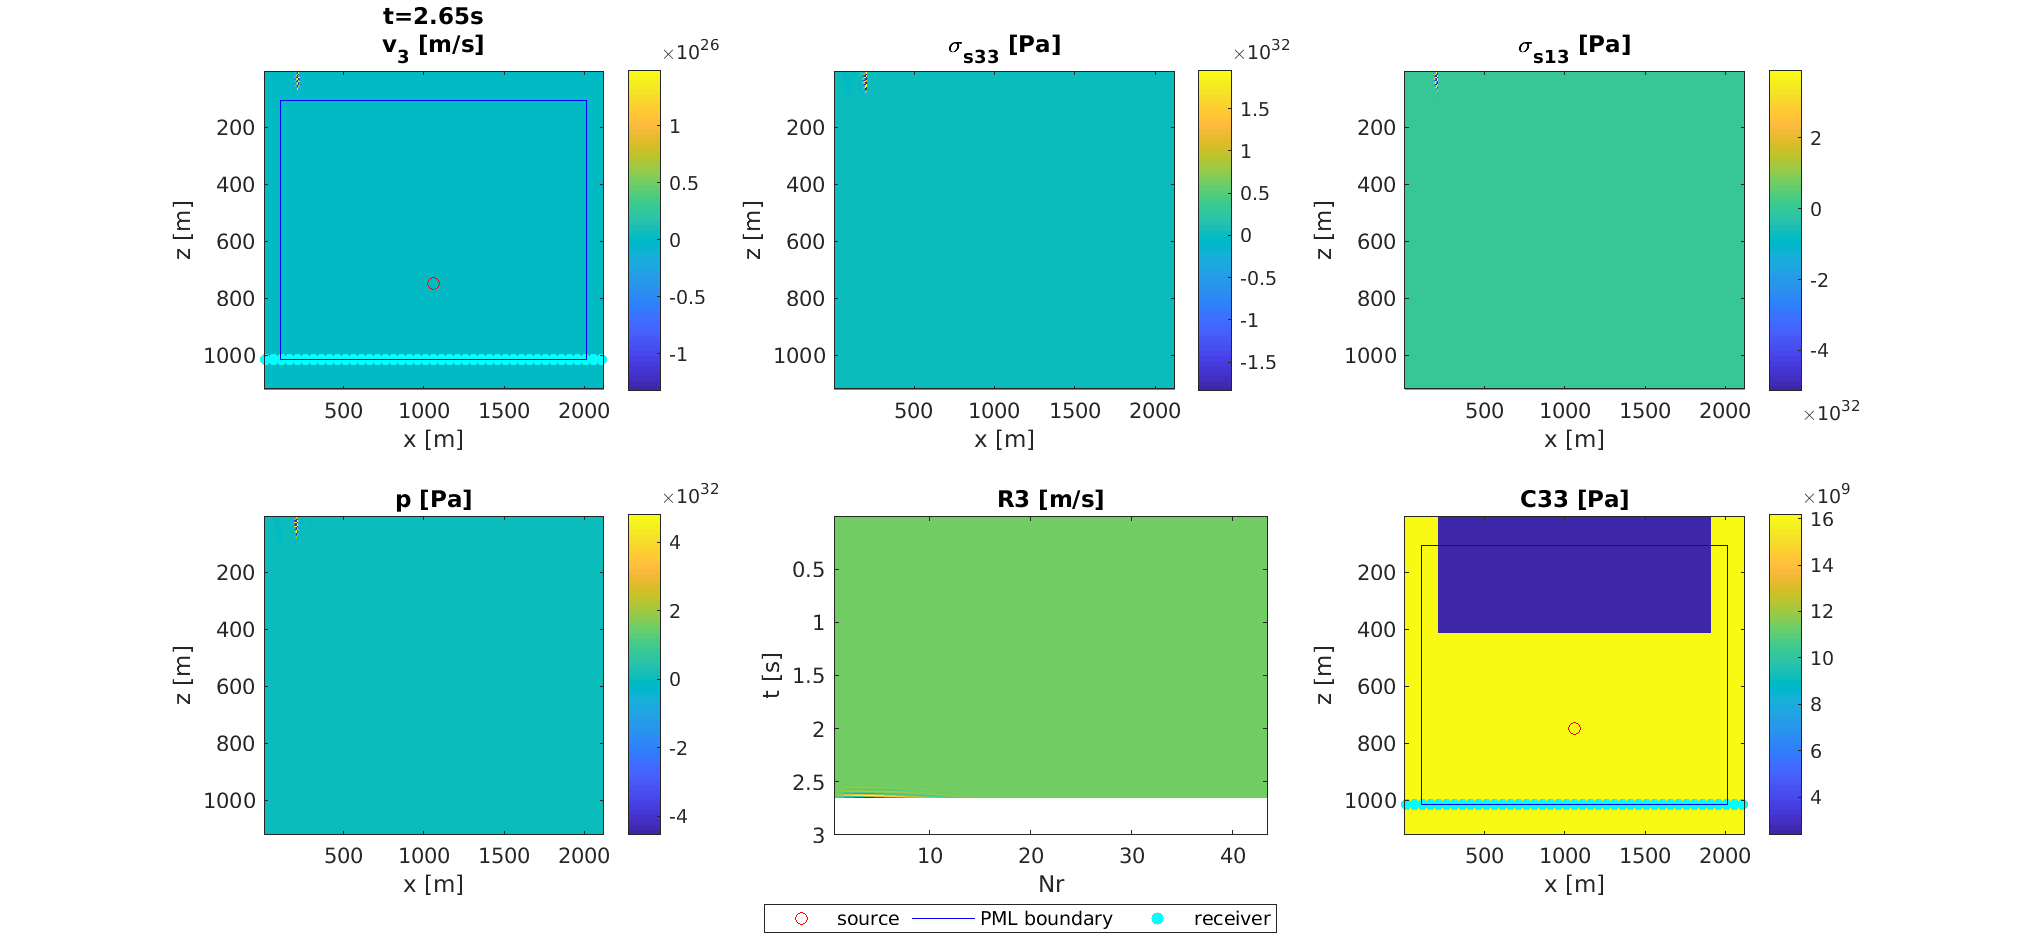 t=2.65s
v3 [m/s]
×10^26
1
0.5
0
-0.5
-1
200
400
600
800
1000
z [m]
500 1000 1500 2000
x [m]
σs33 [Pa]
×10^32
1.5
1
0.5
0
-0.5
-1
-1.5
200
400
600
800
1000
z [m]
500 1000 1500 2000
x [m]
σs13 [Pa]
2
0
-2
-4
×10^32
200
400
600
800
1000
z [m]
500 1000 1500 2000
x [m]
p [Pa]
×10^32
4
2
0
-2
-4
200
400
600
800
1000
z [m]
500 1000 1500 2000
x [m]
R3 [m/s]
0.5
1
1.5
2
2.5
3
t [s]
10 20 30 40
Nr
C33 [Pa]
×10^9
16
14
12
10
8
6
4
200
400
600
800
1000
z [m]
500 1000 1500 2000
x [m]
source PML boundary receiver